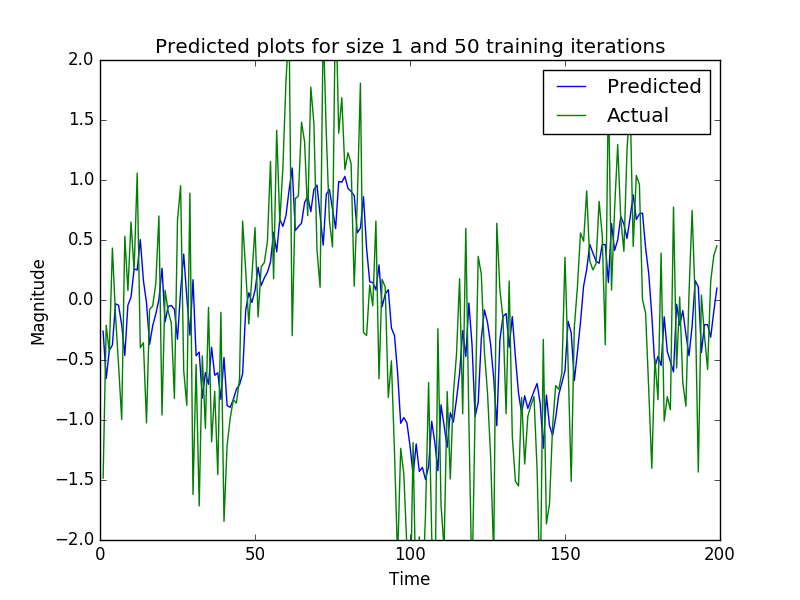 Predicted plots for size 1 and 50 training iterations
Predicted
Actual
2.0
1.5
1.0
0.5
0.0
−0.5
−1.0
−1.5
−2.0
Magnitude
0 50 100 150 200
Time